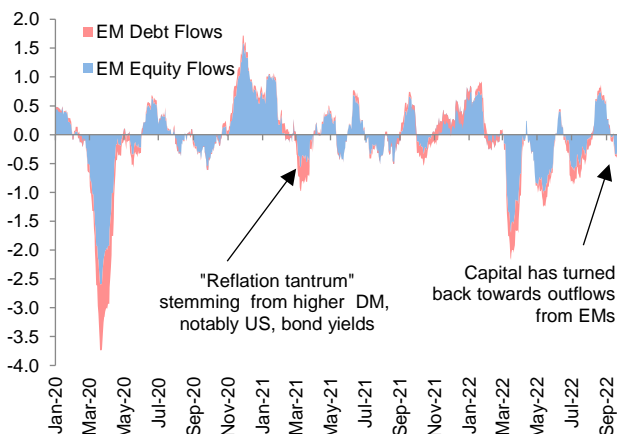 2.0
EM Debt Flows
1.5
EM Equity Flows
1.0
0.5
0.0
-0.5
-1.0
-1.5
-2.0
-2.5
-3.0
-3.5
-4.0
"Reflation tantrum"
stemming from higher DM,
notably US, bond yields
Capital has turned
back towards outflows
from EMs
Jan-20
Mar-20
May-20
Jul-20
Sep-20
Nov-20
Jan-21
Mar-21
May-21
Jul-21
Sep-21
Nov-21
Jan-22
Mar-22
May-22
Jul-22
Sep-22